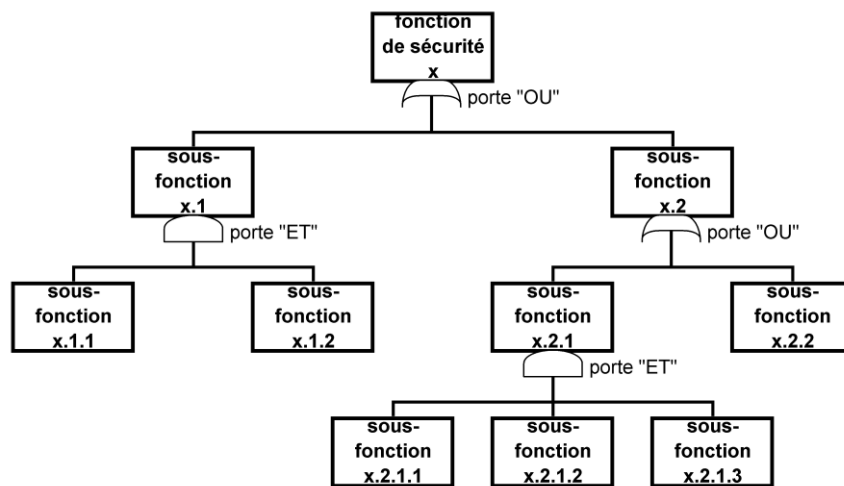 fonction
de sécurité
x
porte "OU"
sous-
fonction
x.1
porte "ET"
sous-
fonction
x.2
porte "OU"
sous-
fonction
x.1.1
sous-
fonction
x.1.2
sous-
fonction
x.2.1
porte "ET"
sous-
fonction
x.2.2
sous-
fonction
x.2.1.1
sous-
fonction
x.2.1.2
sous-
fonction
x.2.1.3